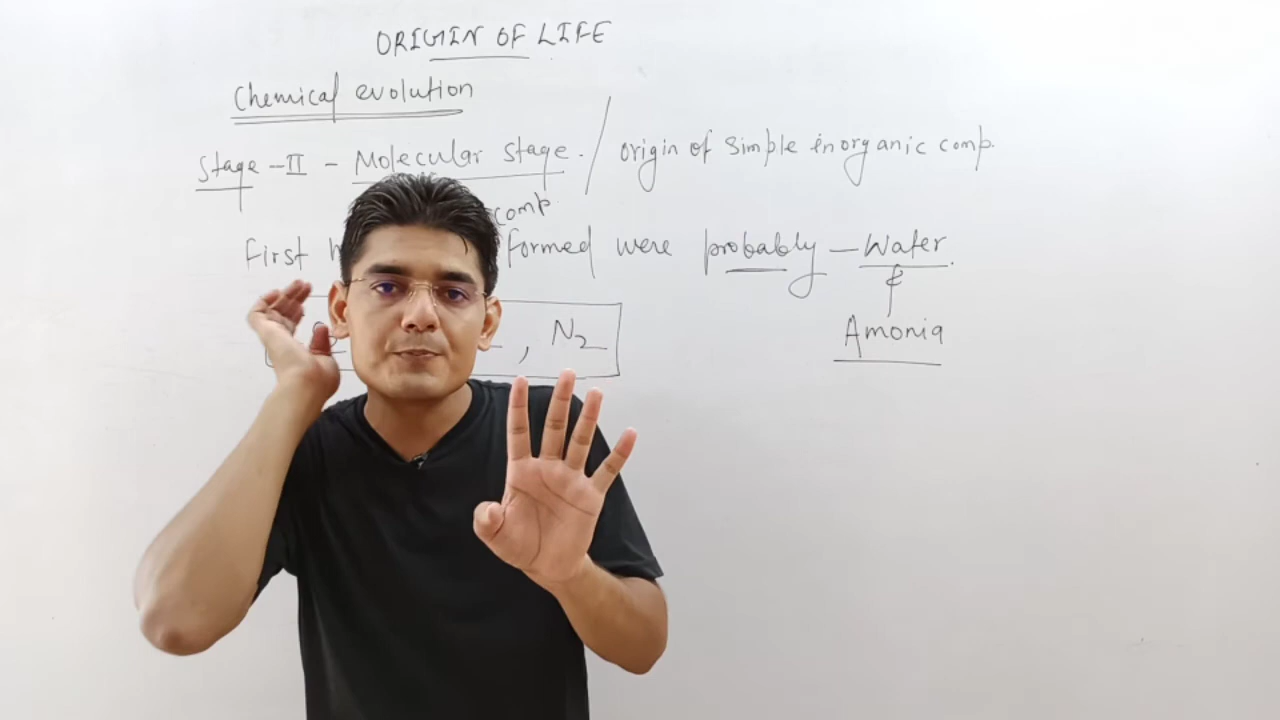 ORIGIN OF LIFE
Chemical evolution
Stage-II - Molecular stage. / Origin of Simple inorganic comp.
comp
First formed were probably - Water.
&
Amonia
, N2